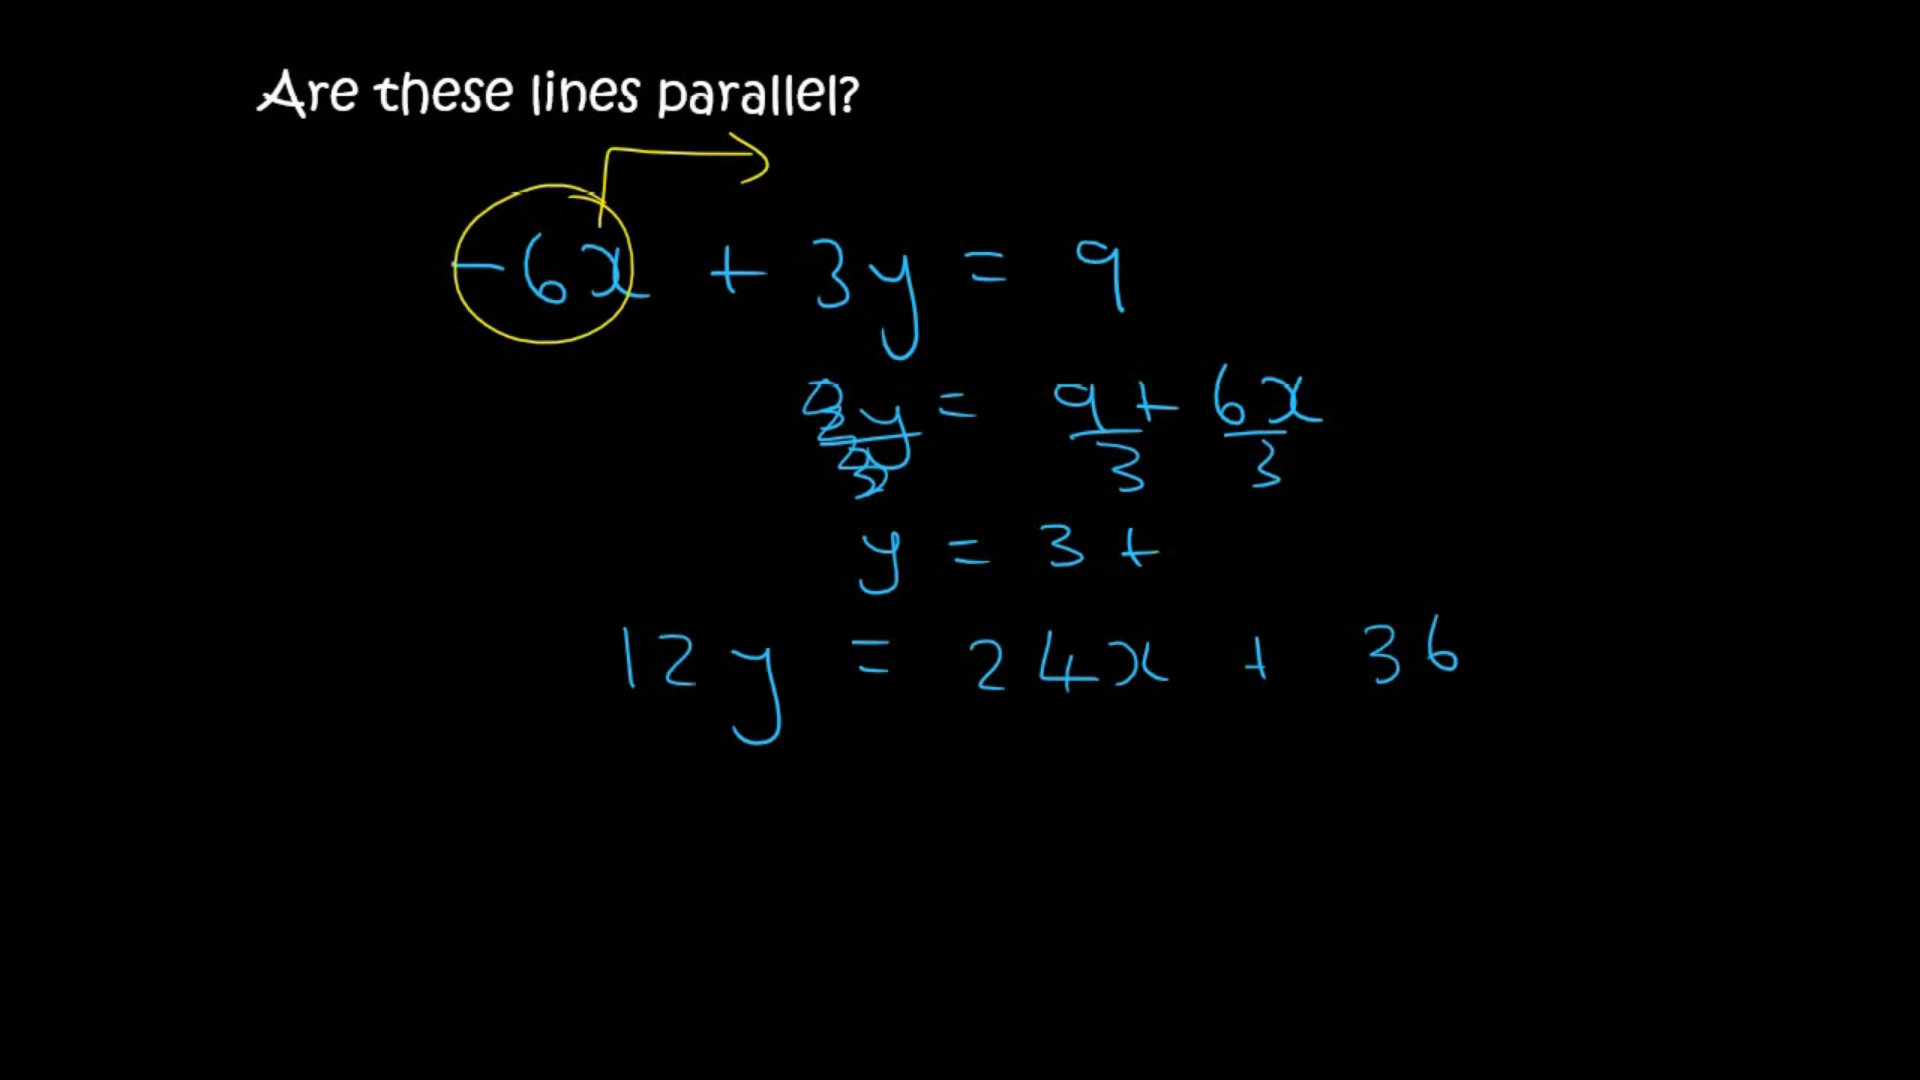 Are these lines parallel?
-6x + 3y = 9
3y/3 = 9/3 + 6x/3
y = 3 +
12y = 24x + 36